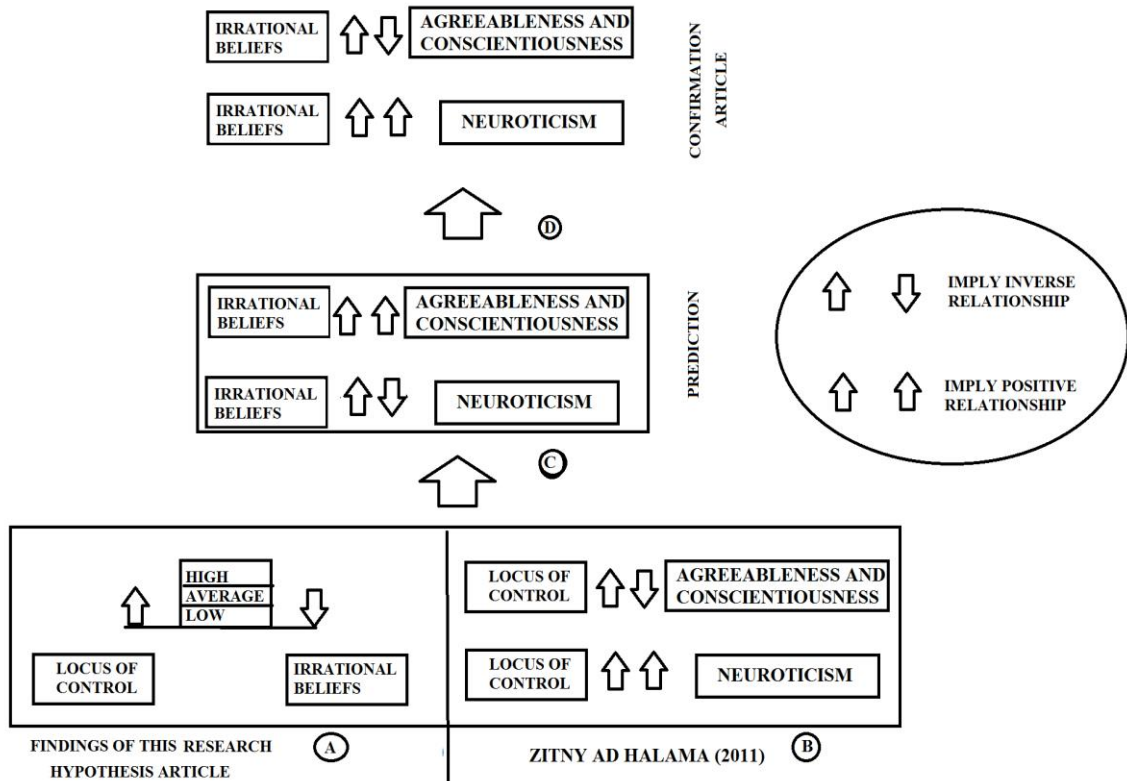 IRRATIONAL
BELIEFS
AGREEABLENESS AND
CONSCIENTIOUSNESS
IRRATIONAL
BELIEFS
NEUROTICISM
CONFIRMATION
ARTICLE
D
IRRATIONAL
BELIEFS
AGREEABLENESS AND
CONSCIENTIOUSNESS
IRRATIONAL
BELIEFS
NEUROTICISM
PREDICTION
IMPLY INVERSE
RELATIONSHIP
IMPLY POSITIVE
RELATIONSHIP
C
HIGH
AVERAGE
LOW
LOCUS OF
CONTROL
IRRATIONAL
BELIEFS
LOCUS OF
CONTROL
AGREEABLENESS AND
CONSCIENTIOUSNESS
LOCUS OF
CONTROL
NEUROTICISM
FINDINGS OF THIS RESEARCH
HYPOTHESIS ARTICLE
A
ZITNY AD HALAMA (2011)
B